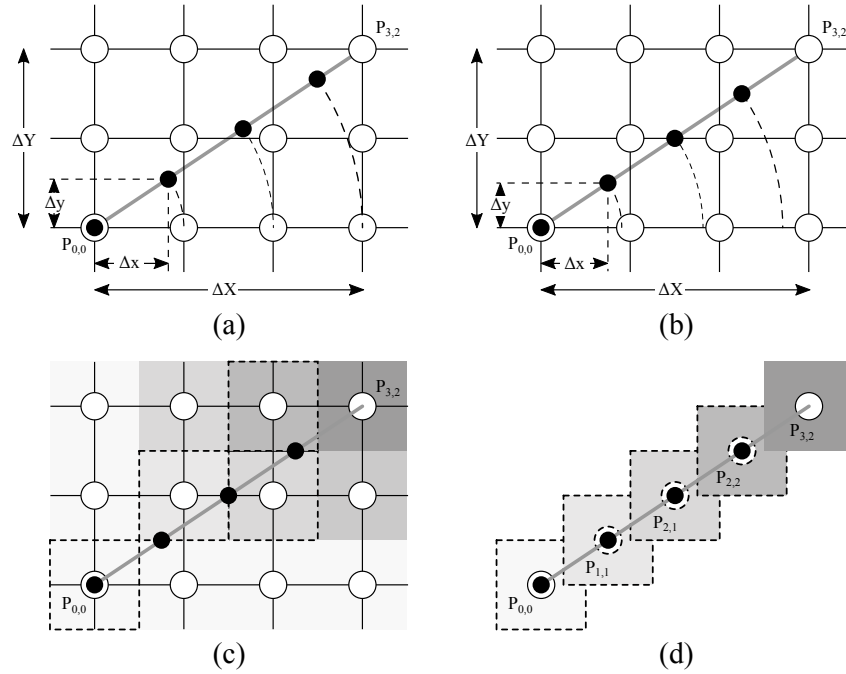 P3,2
P3,2
ΔY
ΔY
Δy
Δy
P0,0
P0,0
Δx
Δx
ΔX
ΔX
(a)
(b)
P3,2
P3,2
P2,2
P2,1
P1,1
P0,0
P0,0
(c)
(d)